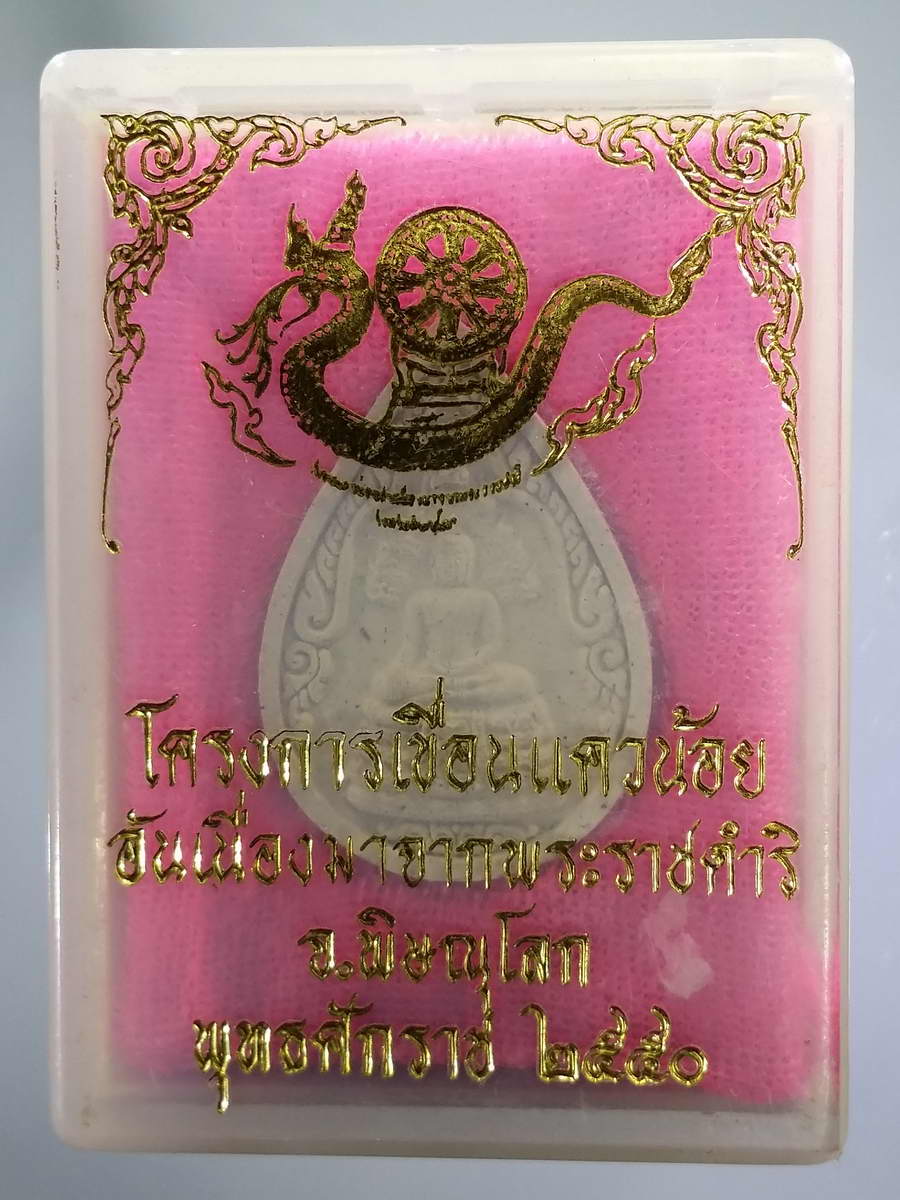 โครงการเขื่อนแควน้อย
อันเนื่องมาจากพระราชดำริ
จ.พิษณุโลก
พุทธศักราช ๒๕๕๐